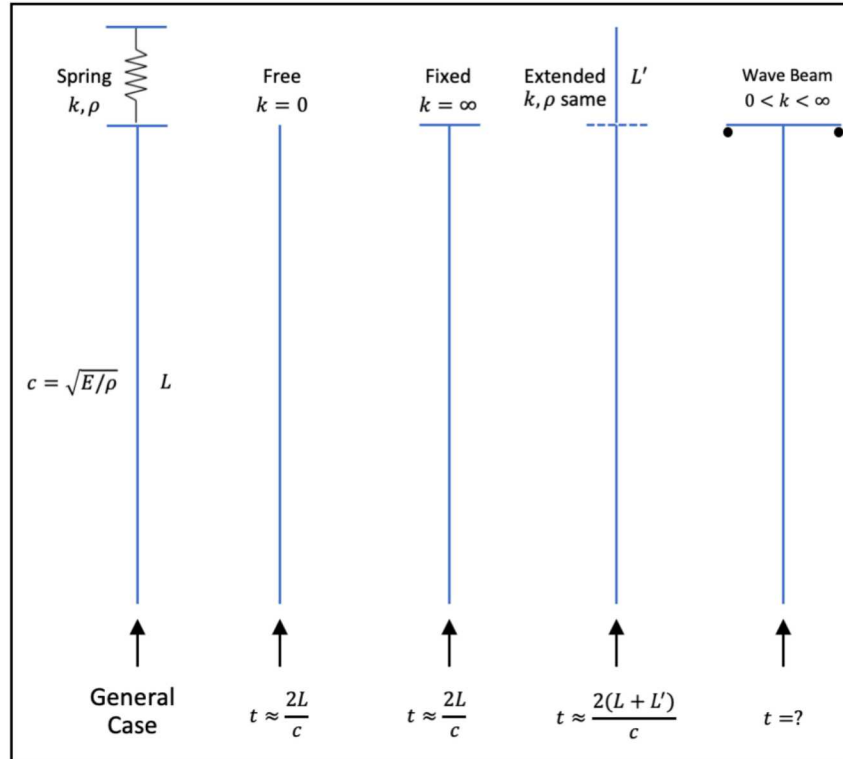 Spring
k, ρ
Free
k = 0
Fixed
k = ∞
Extended
k, ρ same
L′
Wave Beam
0 < k < ∞
c = √E/ρ
L
General
Case
t ≈ 2L/c
t ≈ 2L/c
t ≈ 2(L + L′)/c
t =?